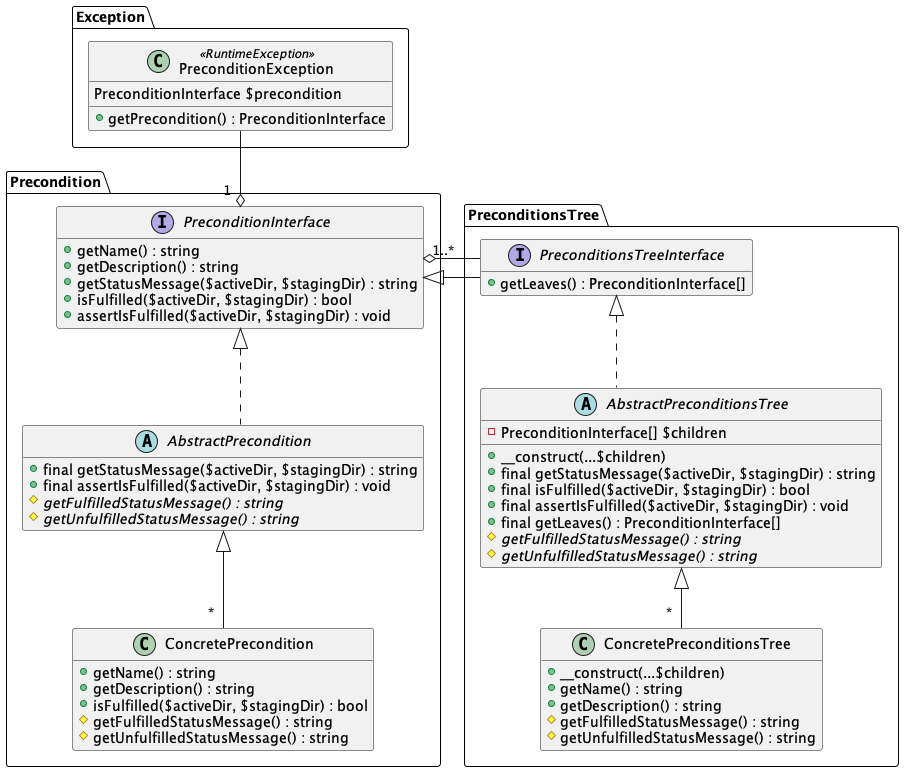 Exception
C
«RuntimeException»
PreconditionException
PreconditionInterface $precondition
getPrecondition() : PreconditionInterface
Precondition
1
I
PreconditionInterface
getName() : string
getDescription() : string
getStatusMessage($activeDir, $stagingDir) : string
isFulfilled($activeDir, $stagingDir) : bool
assertIsFulfilled($activeDir, $stagingDir) : void
A
AbstractPrecondition
final getStatusMessage($activeDir, $stagingDir) : string
final assertIsFulfilled($activeDir, $stagingDir) : void
getFulfilledStatusMessage() : string
getUnfulfilledStatusMessage() : string
*
C
ConcretePrecondition
getName() : string
getDescription() : string
isFulfilled($activeDir, $stagingDir) : bool
getFulfilledStatusMessage() : string
getUnfulfilledStatusMessage() : string
PreconditionsTree
1..*
I
PreconditionsTreeInterface
getLeaves() : PreconditionInterface[]
A
AbstractPreconditionsTree
PreconditionInterface[] $children
__construct(...$children)
final getStatusMessage($activeDir, $stagingDir) : string
final isFulfilled($activeDir, $stagingDir) : bool
final assertIsFulfilled($activeDir, $stagingDir) : void
final getLeaves() : PreconditionInterface[]
getFulfilledStatusMessage() : string
getUnfulfilledStatusMessage() : string
*
C
ConcretePreconditionsTree
__construct(...$children)
getName() : string
getDescription() : string
getFulfilledStatusMessage() : string
getUnfulfilledStatusMessage() : string